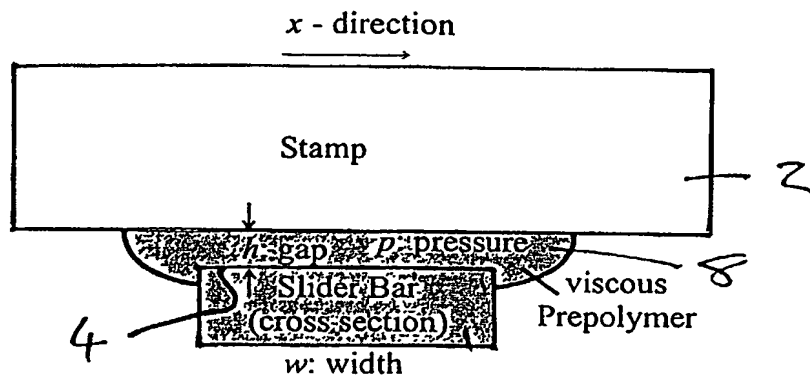 x - direction
Stamp
2
h: gap p: pressure
8
Slider Bar
viscous
(cross-section)
Prepolymer
4
w: width